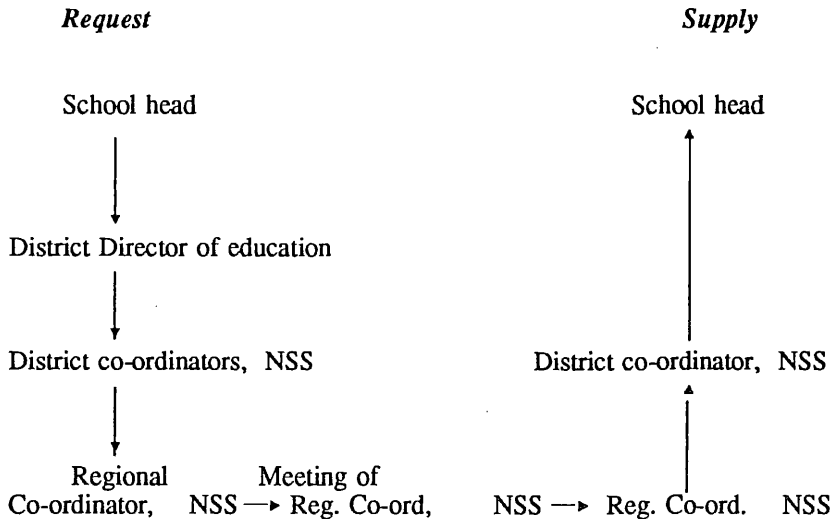 Request Supply
School head School head
District Director of education
District co-ordinators, NSS District co-ordinator, NSS
Regional Meeting of
Co-ordinator, NSS Reg. Co-ord, NSS Reg. Co-ord. NSS